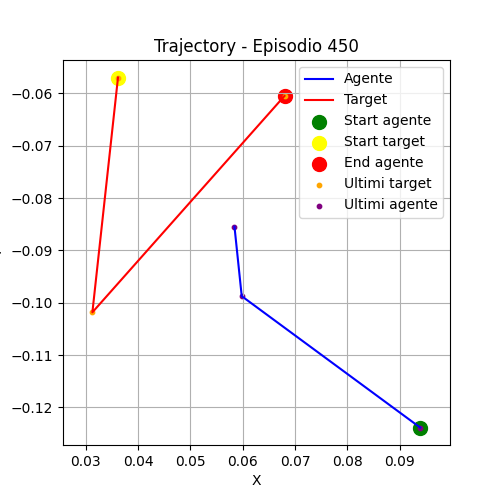 Trajectory - Episodio 450
Agente
Target
Start agente
Start target
End agente
Ultimi target
Ultimi agente
−0.06
−0.07
−0.08
−0.09
−0.10
−0.11
−0.12
0.03 0.04 0.05 0.06 0.07 0.08 0.09
X